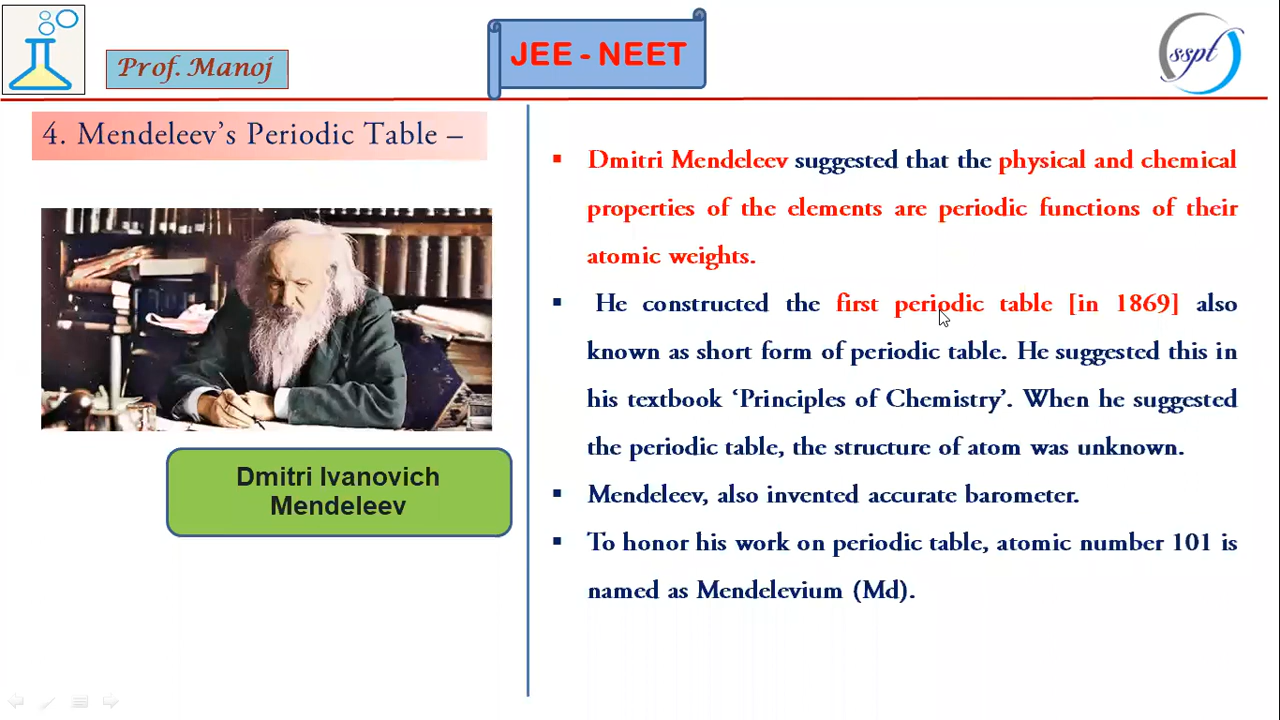 Prof. Manoj
JEE - NEET
sspt
4. Mendeleev’s Periodic Table –
Dmitri Ivanovich
Mendeleev
▪ Dmitri Mendeleev suggested that the physical and chemical
properties of the elements are periodic functions of their
atomic weights.
▪ He constructed the first periodic table [in 1869] also
known as short form of periodic table. He suggested this in
his textbook ‘Principles of Chemistry’. When he suggested
the periodic table, the structure of atom was unknown.
▪ Mendeleev, also invented accurate barometer.
▪ To honor his work on periodic table, atomic number 101 is
named as Mendelevium (Md).